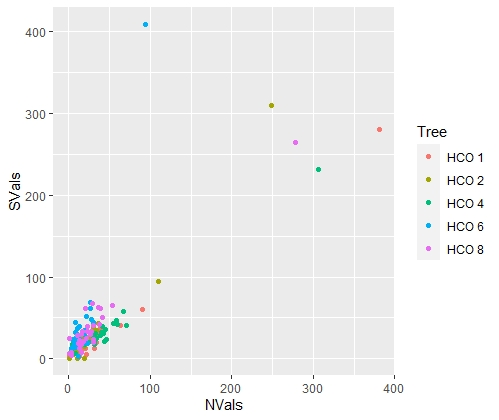 400
300
200
100
0
SVals
0 100 200 300 400
NVals
Tree
HCO 1
HCO 2
HCO 4
HCO 6
HCO 8